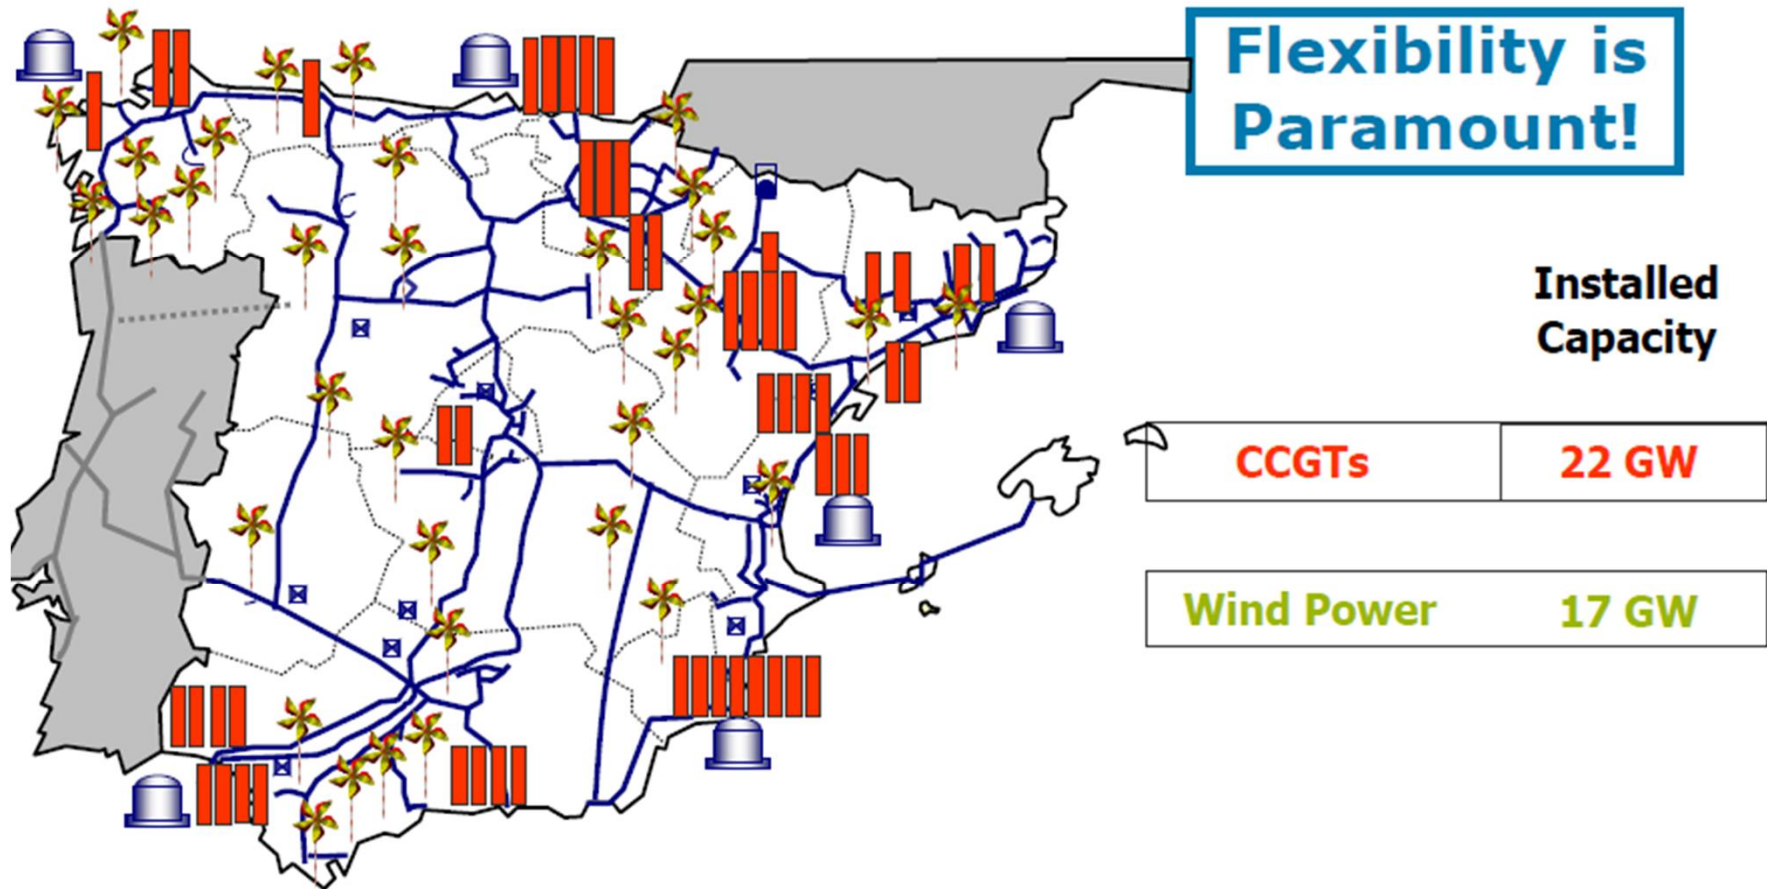 Flexibility is
Paramount!
Installed
Capacity
CCGTs 22 GW
Wind Power 17 GW